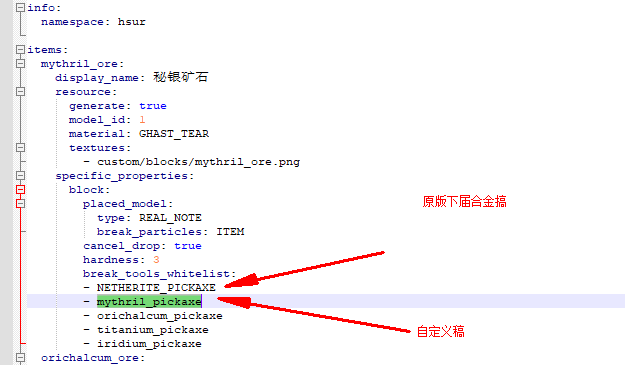 info:
namespace: hsur
items:
mythril_ore:
display_name: 秘银矿石
resource:
generate: true
model_id: 1
material: GHAST_TEAR
textures:
- custom/blocks/mythril_ore.png
specific_properties:
block:
placed_model:
type: REAL_NOTE
break_particles: ITEM
cancel_drop: true
hardness: 3
break_tools_whitelist:
- NETHERITE_PICKAXE
- mythril_pickaxe
- orichalcum_pickaxe
- titanium_pickaxe
- iridium_pickaxe
orichalcum_ore:
原版下届合金搞
自定义稿